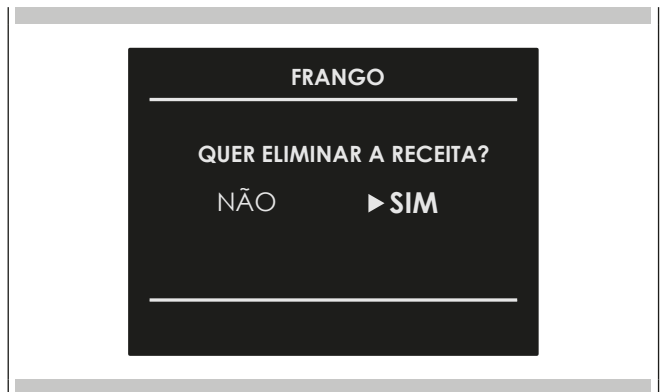 FRANGO
QUER ELIMINAR A RECEITA?
NÃO ▶SIM